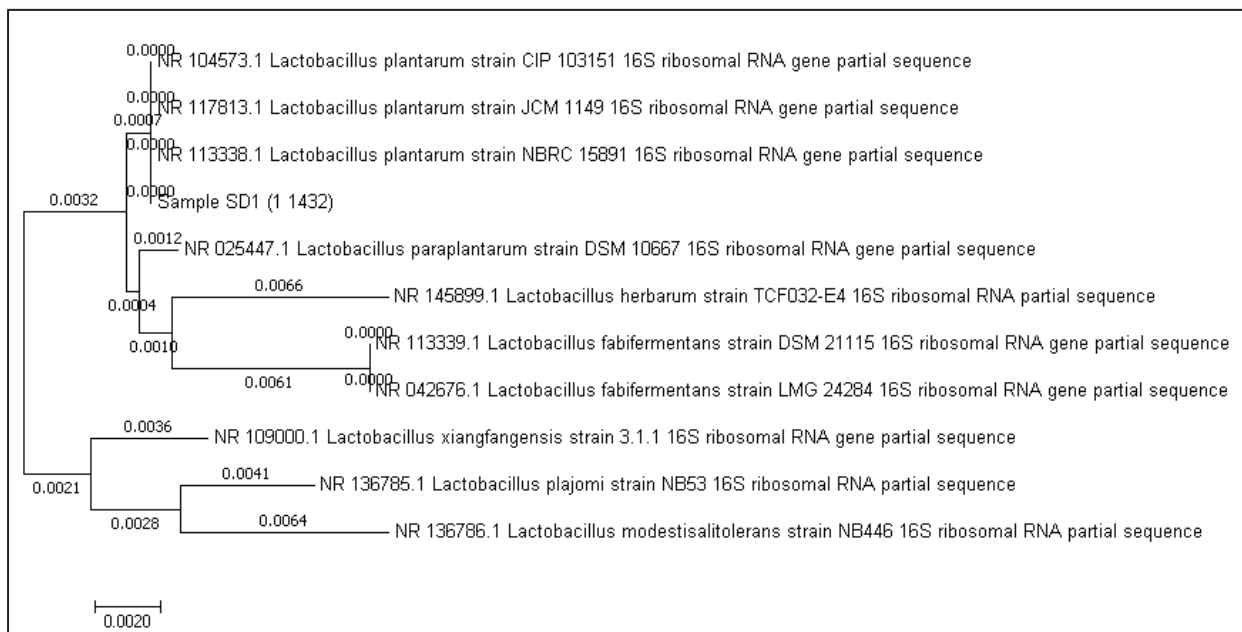 0.0000
NR 104573.1 Lactobacillus plantarum strain CIP 103151 16S ribosomal RNA gene partial sequence
0.0000
NR 117813.1 Lactobacillus plantarum strain JCM 1149 16S ribosomal RNA gene partial sequence
0.0007
0.0000
NR 113338.1 Lactobacillus plantarum strain NBRC 15891 16S ribosomal RNA gene partial sequence
0.0000
Sample SD1 (1 1432)
0.0032
0.0012
NR 025447.1 Lactobacillus paraplantarum strain DSM 10667 16S ribosomal RNA gene partial sequence
0.0004
0.0066
NR 145899.1 Lactobacillus herbarum strain TCF032-E4 16S ribosomal RNA partial sequence
0.0010
0.0000
NR 113339.1 Lactobacillus fabifermentans strain DSM 21115 16S ribosomal RNA gene partial sequence
0.0061
0.0000
NR 042676.1 Lactobacillus fabifermentans strain LMG 24284 16S ribosomal RNA gene partial sequence
0.0036
NR 109000.1 Lactobacillus xiangfangensis strain 3.1.1 16S ribosomal RNA gene partial sequence
0.0021
0.0041
NR 136785.1 Lactobacillus plajomi strain NB53 16S ribosomal RNA partial sequence
0.0028
0.0064
NR 136786.1 Lactobacillus modestisalitolerans strain NB446 16S ribosomal RNA partial sequence
0.0020